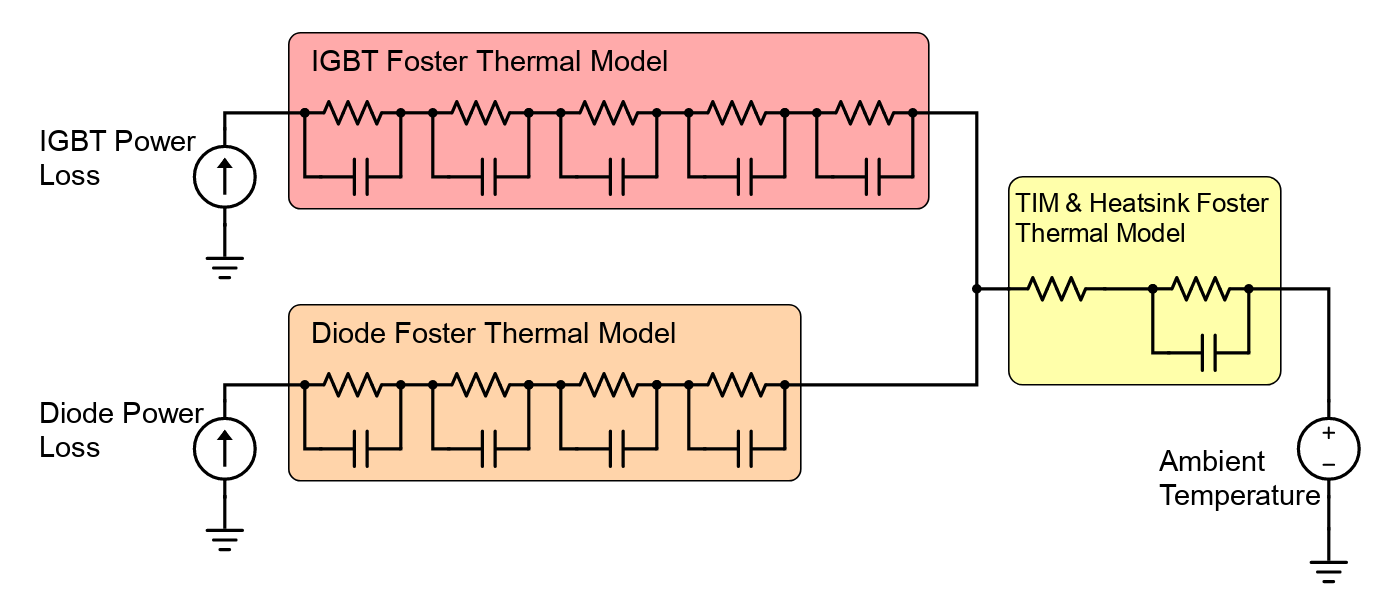 IGBT Foster Thermal Model
IGBT Power
Loss
TIM & Heatsink Foster
Thermal Model
Diode Foster Thermal Model
Diode Power
Loss
+
−
Ambient
Temperature